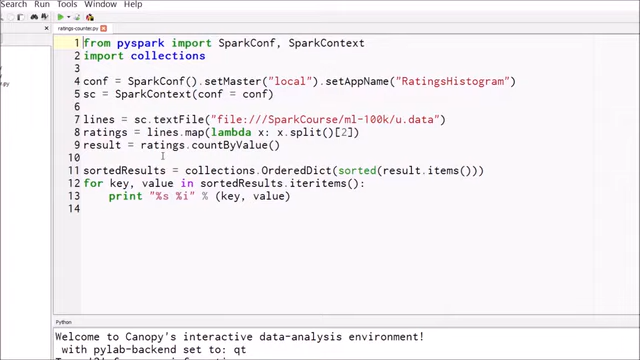 Search Run Tools Window Help
ratings-counter.py
.py
1 from pyspark import SparkConf, SparkContext
2 import collections
3
4 conf = SparkConf().setMaster("local").setAppName("RatingsHistogram")
5 sc = SparkContext(conf = conf)
6
7 lines = sc.textFile("file:///SparkCourse/ml-100k/u.data")
8 ratings = lines.map(lambda x: x.split()[2])
9 result = ratings.countByValue()
10
11 sortedResults = collections.OrderedDict(sorted(result.items()))
12 for key, value in sortedResults.iteritems():
13 print "%s %i" % (key, value)
14
Python
Welcome to Canopy's interactive data-analysis environment!
with pylab-backend set to: qt